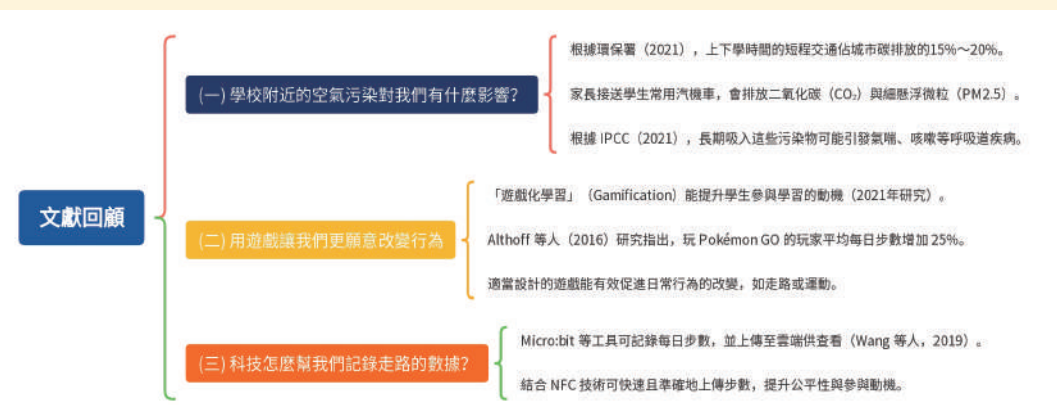 文獻回顧
(一) 學校附近的空氣污染對我們有什麼影響?
根據環保署（2021），上下學時間的短程交通佔城市碳排放的15%～20%。
家長接送學生常用汽機車，會排放二氧化碳（CO₂）與細懸浮微粒（PM2.5）。
根據 IPCC（2021），長期吸入這些污染物可能引發氣喘、咳嗽等呼吸道疾病。
(二) 用遊戲讓我們更願意改變行為
「遊戲化學習」（Gamification）能提升學生參與學習的動機（2021年研究）。
Althoff 等人（2016）研究指出，玩 Pokémon GO 的玩家平均每日步數增加 25%。
適當設計的遊戲能有效促進日常行為的改變，如走路或運動。
(三) 科技怎麼幫我們記錄走路的數據?
Micro:bit 等工具可記錄每日步數，並上傳至雲端供查看（Wang 等人，2019）。
結合 NFC 技術可快速且準確地上傳步數，提升公平性與參與動機。